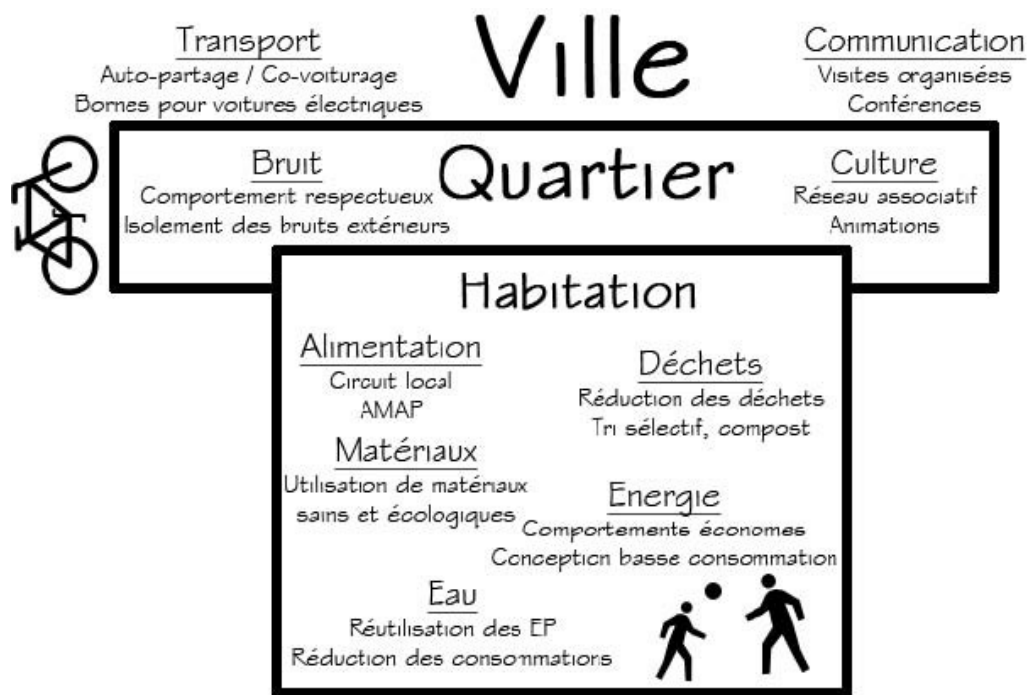 Ville
Transport
Auto-partage / Co-voiturage
Bornes pour voitures électriques
Communication
Visites organisées
Conférences
Quartier
Bruit
Comportement respectueux
Isolement des bruits extérieurs
Culture
Réseau associatif
Animations
Habitation
Alimentation
Circuit local
AMAP
Déchets
Réduction des déchets
Tri sélectif, compost
Matériaux
Utilisation de matériaux
sains et écologiques
Energie
Comportements économes
Conception basse consommation
Eau
Réutilisation des EP
Réduction des consommations